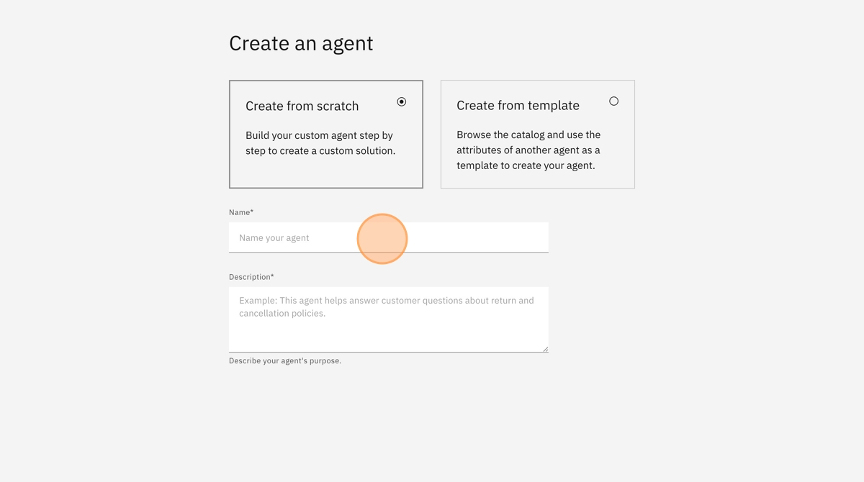 Create an agent
Create from scratch
Build your custom agent step by
step to create a custom solution.
Create from template
Browse the catalog and use the
attributes of another agent as a
template to create your agent.
Name*
Name your agent
Description*
Example: This agent helps answer customer questions about return and
cancellation policies.
Describe your agent's purpose.